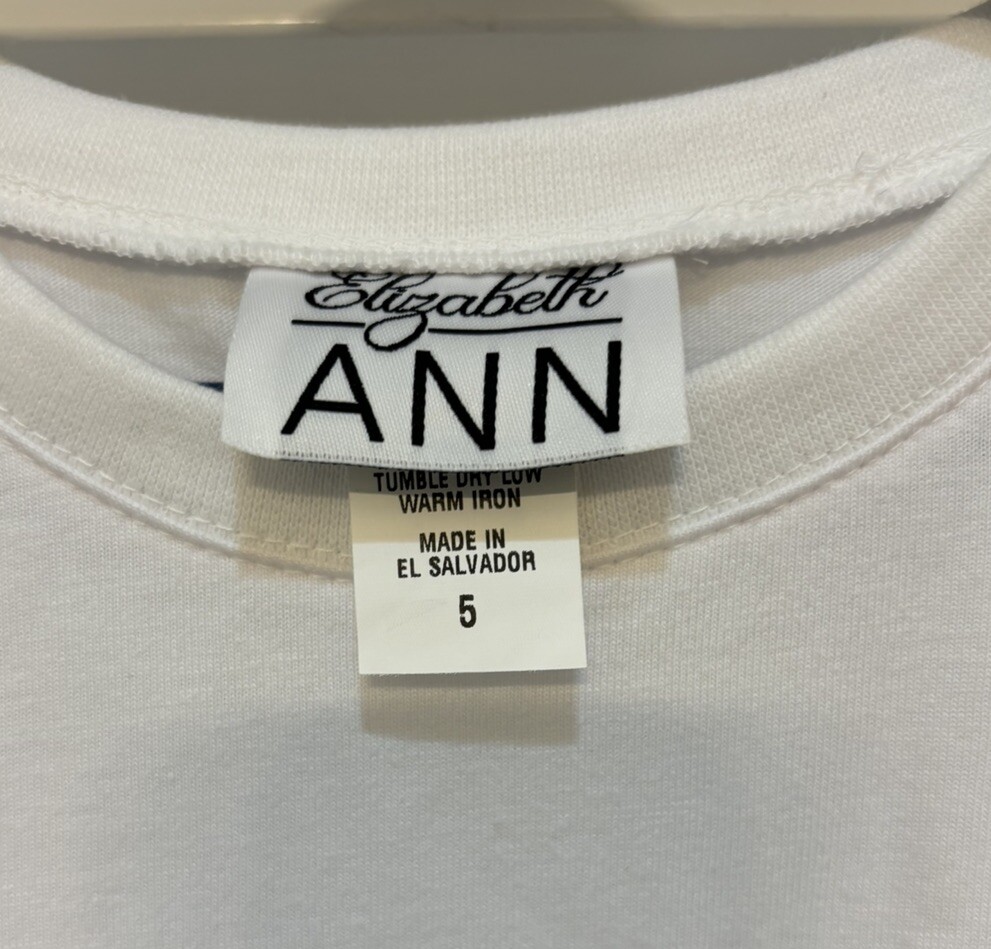 Elizabeth
ANN
TUMBLE DRY LOW
WARM IRON
MADE IN
EL SALVADOR
5